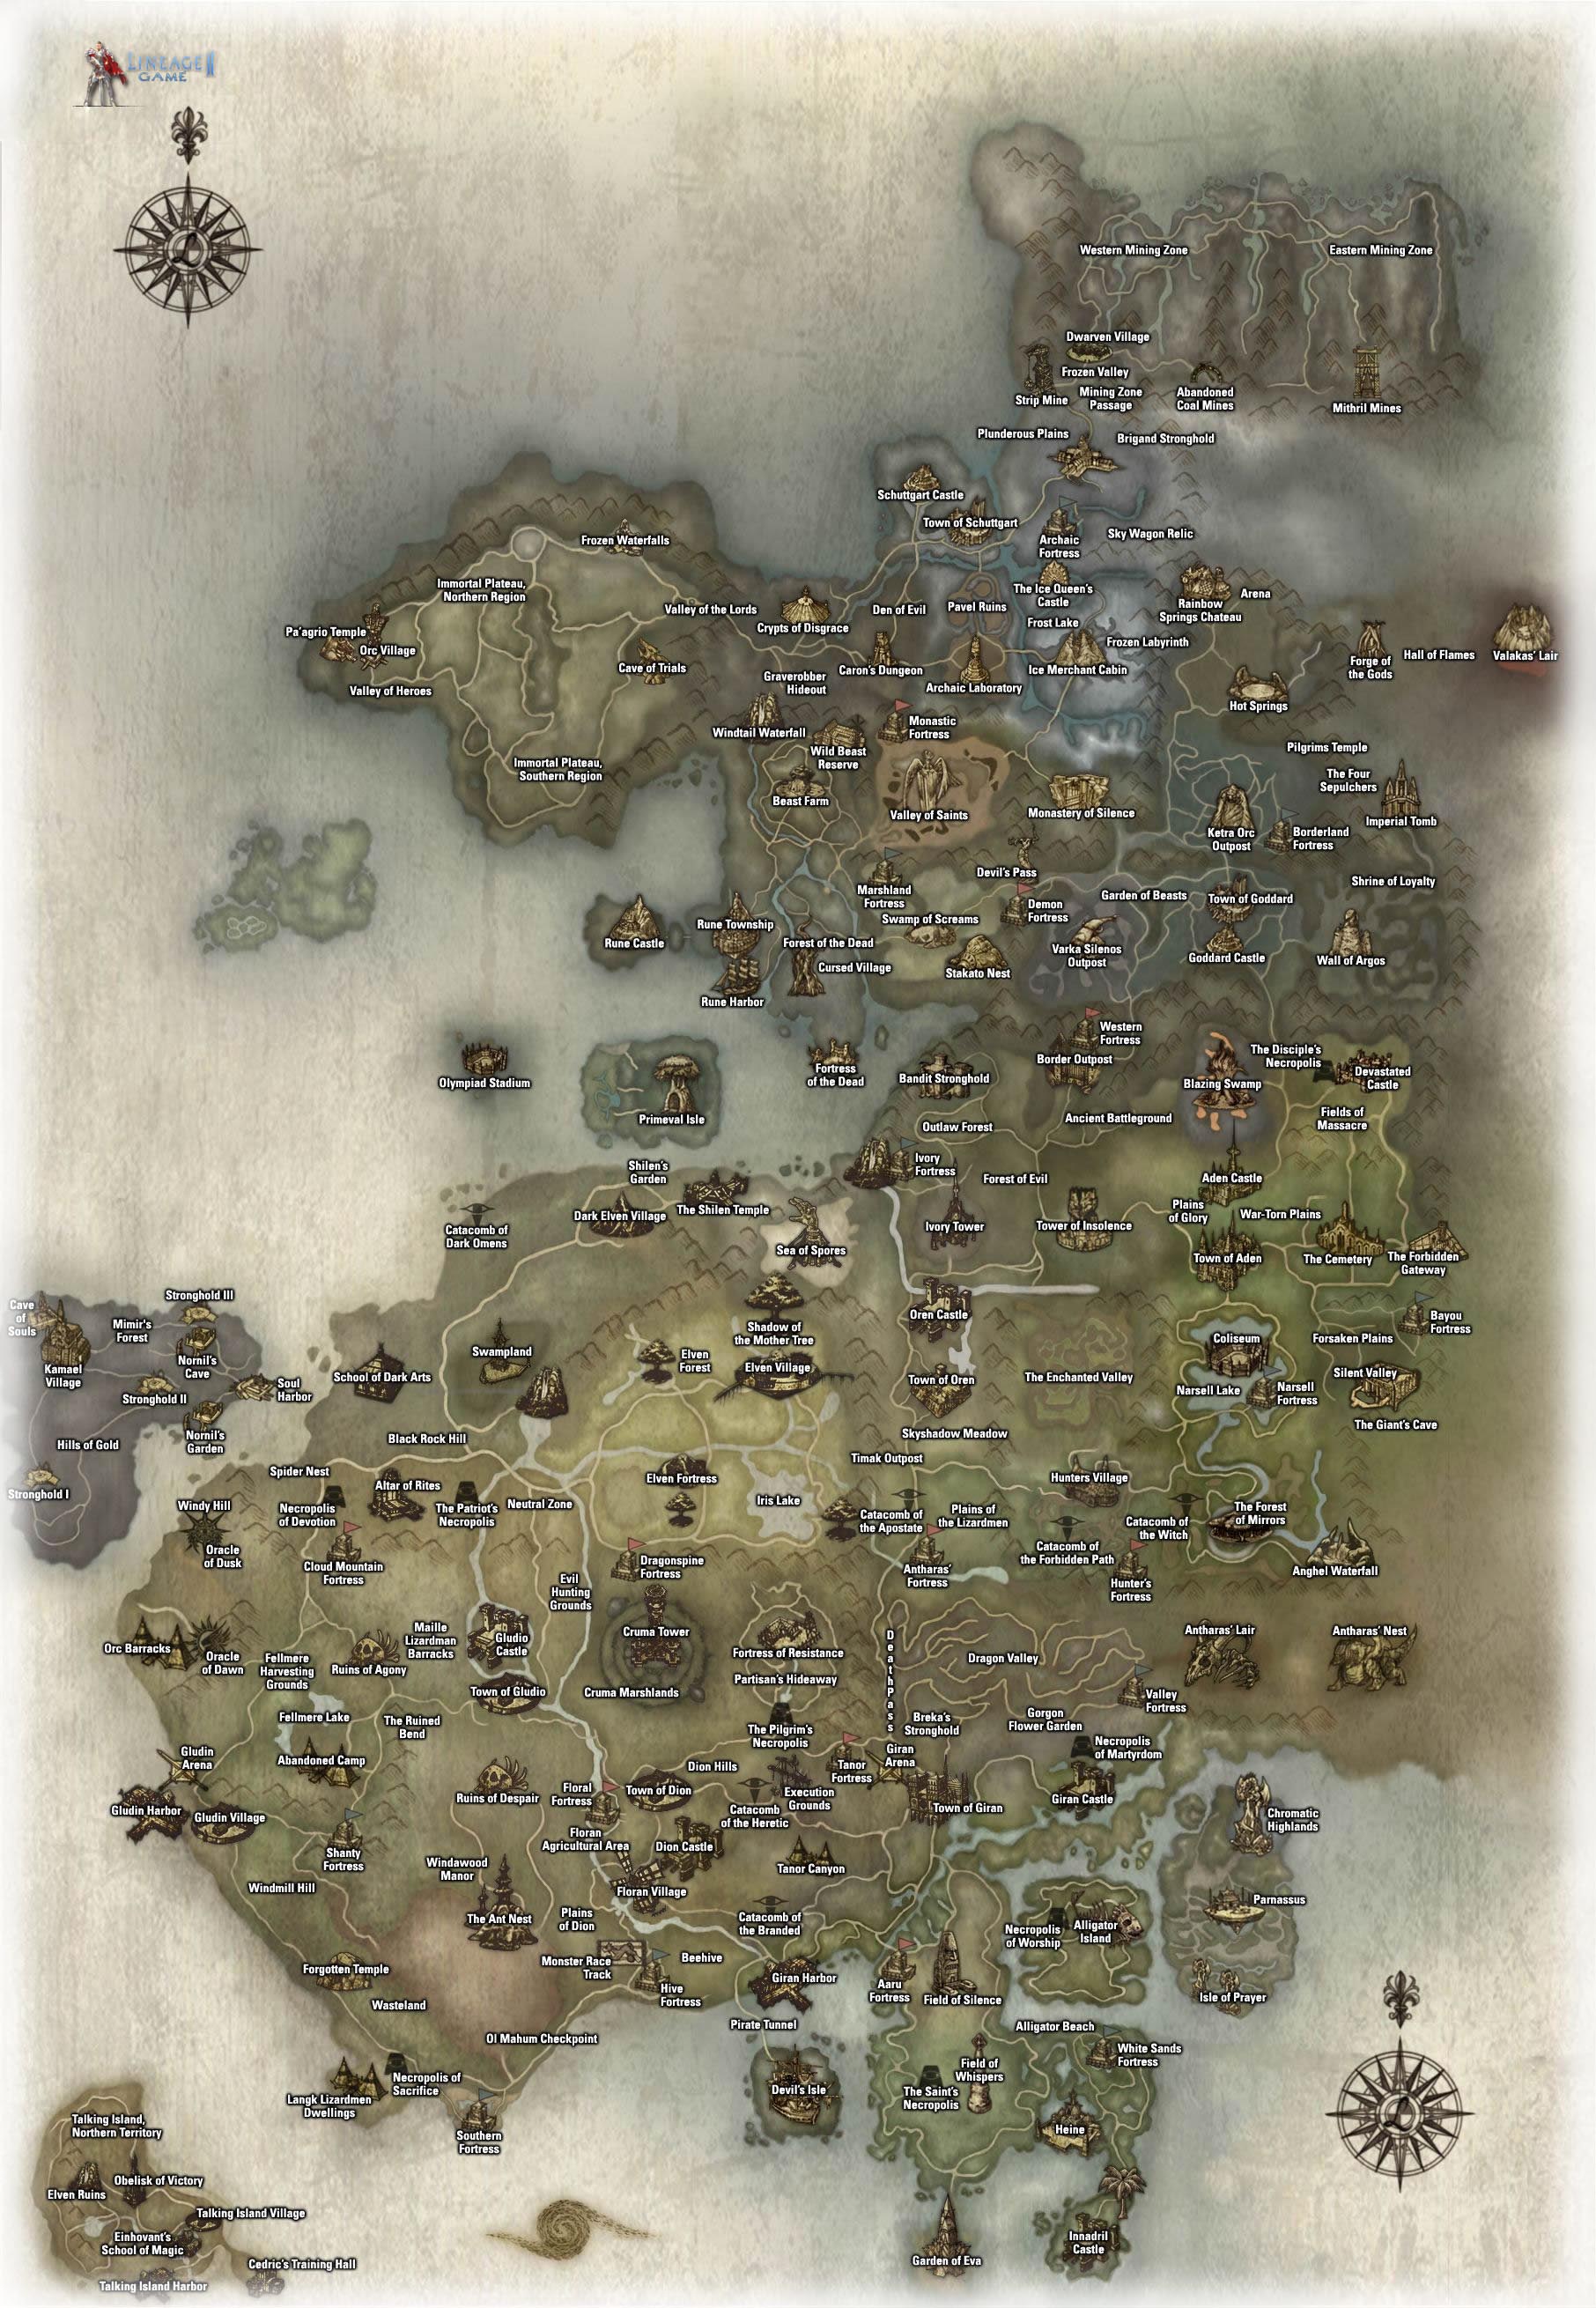 LINEAGE II
GAME
Western Mining Zone
Eastern Mining Zone
Dwarven Village
Frozen Valley
Strip Mine
Mining Zone
Passage
Abandoned
Coal Mines
Mithril Mines
Plunderous Plains
Brigand Stronghold
Schuttgart Castle
Town of Schuttgart
Archaic
Fortress
Sky Wagon Relic
Frozen Waterfalls
Immortal Plateau,
Northern Region
Valley of the Lords
Crypts of Disgrace
Den of Evil
Pavel Ruins
The Ice Queen's
Castle
Frost Lake
Rainbow
Springs Chateau
Arena
Pa'agrio Temple
Orc Village
Valley of Heroes
Cave of Trials
Caron's Dungeon
Archaic Laboratory
Frozen Labyrinth
Ice Merchant Cabin
Forge of
the Gods
Hall of Flames
Valakas' Lair
Graverobber
Hideout
Hot Springs
Windtail Waterfall
Monastic
Fortress
Wild Beast
Reserve
Pilgrims Temple
Immortal Plateau,
Southern Region
Beast Farm
Valley of Saints
Monastery of Silence
The Four
Sepulchers
Imperial Tomb
Ketra Orc
Outpost
Borderland
Fortress
Devil's Pass
Marshland
Fortress
Shrine of Loyalty
Garden of Beasts
Town of Goddard
Demon
Fortress
Swamp of Screams
Rune Castle
Rune Township
Forest of the Dead
Cursed Village
Stakato Nest
Varka Silenos
Outpost
Goddard Castle
Wall of Argos
Rune Harbor
Western
Fortress
Border Outpost
The Disciple's
Necropolis
Devastated
Castle
Olympiad Stadium
Fortress
of the Dead
Bandit Stronghold
Blazing Swamp
Primeval Isle
Outlaw Forest
Ancient Battleground
Fields of
Massacre
Shilen's
Garden
Ivory
Fortress
Forest of Evil
Aden Castle
Dark Elven Village
The Shilen Temple
Plains
of Glory
War-Torn Plains
Catacomb of
Dark Omens
Sea of Spores
Ivory Tower
Tower of Insolence
Town of Aden
The Cemetery
The Forbidden
Gateway
Stronghold III
Cave
of
Souls
Mimir's
Forest
Oren Castle
Bayou
Fortress
Shadow of
the Mother Tree
Coliseum
Forsaken Plains
Kamael
Village
Nornil's
Cave
School of Dark Arts
Swampland
Elven
Forest
Elven Village
Town of Oren
The Enchanted Valley
Silent Valley
Soul
Harbor
Stronghold II
Narsell Lake
Narsell
Fortress
Nornil's
Garden
Hills of Gold
Black Rock Hill
Skyshadow Meadow
The Giant's Cave
Timak Outpost
Stronghold I
Spider Nest
Altar of Rites
Elven Fortress
Hunters Village
Windy Hill
Necropolis
of Devotion
The Patriot's
Necropolis
Neutral Zone
Iris Lake
Catacomb of
the Apostate
Plains of
the Lizardmen
Catacomb of
the Witch
The Forest
of Mirrors
Oracle
of Dusk
Cloud Mountain
Fortress
Dragonspine
Fortress
Antharas'
Fortress
Catacomb of
the Forbidden Path
Hunter's
Fortress
Anghel Waterfall
Evil
Hunting
Grounds
Orc Barracks
Oracle
of Dawn
Fellmere
Harvesting
Grounds
Ruins of Agony
Maille
Lizardman
Barracks
Gludio
Castle
Cruma Tower
Fortress of Resistance
Death Pass
Dragon Valley
Antharas' Lair
Antharas' Nest
Partisan's Hideaway
Town of Gludio
Cruma Marshlands
Valley
Fortress
Fellmere Lake
The Ruined
Bend
The Pilgrim's
Necropolis
Breka's
Stronghold
Gorgon
Flower Garden
Necropolis
of Martyrdom
Gludin
Arena
Abandoned Camp
Dion Hills
Tanor
Fortress
Giran
Arena
Ruins of Despair
Floral
Fortress
Town of Dion
Execution
Grounds
Catacomb
of the Heretic
Town of Giran
Giran Castle
Gludin Harbor
Gludin Village
Chromatic
Highlands
Shanty
Fortress
Floran
Agricultural Area
Dion Castle
Tanor Canyon
Windawood
Manor
Windmill Hill
Floran Village
Parnassus
The Ant Nest
Plains
of Dion
Catacomb of
the Branded
Necropolis
of Worship
Alligator
Island
Monster Race
Track
Beehive
Forgotten Temple
Hive
Fortress
Giran Harbor
Aaru
Fortress
Field of Silence
Isle of Prayer
Wasteland
Pirate Tunnel
Alligator Beach
Ol Mahum Checkpoint
White Sands
Fortress
Necropolis of
Sacrifice
Langk Lizardmen
Dwellings
Devil's Isle
Field of
Whispers
The Saint's
Necropolis
Talking Island,
Northern Territory
Southern
Fortress
Heine
Obelisk of Victory
Elven Ruins
Talking Island Village
Einhovant's
School of Magic
Innadril
Castle
Cedric's Training Hall
Garden of Eva
Talking Island Harbor